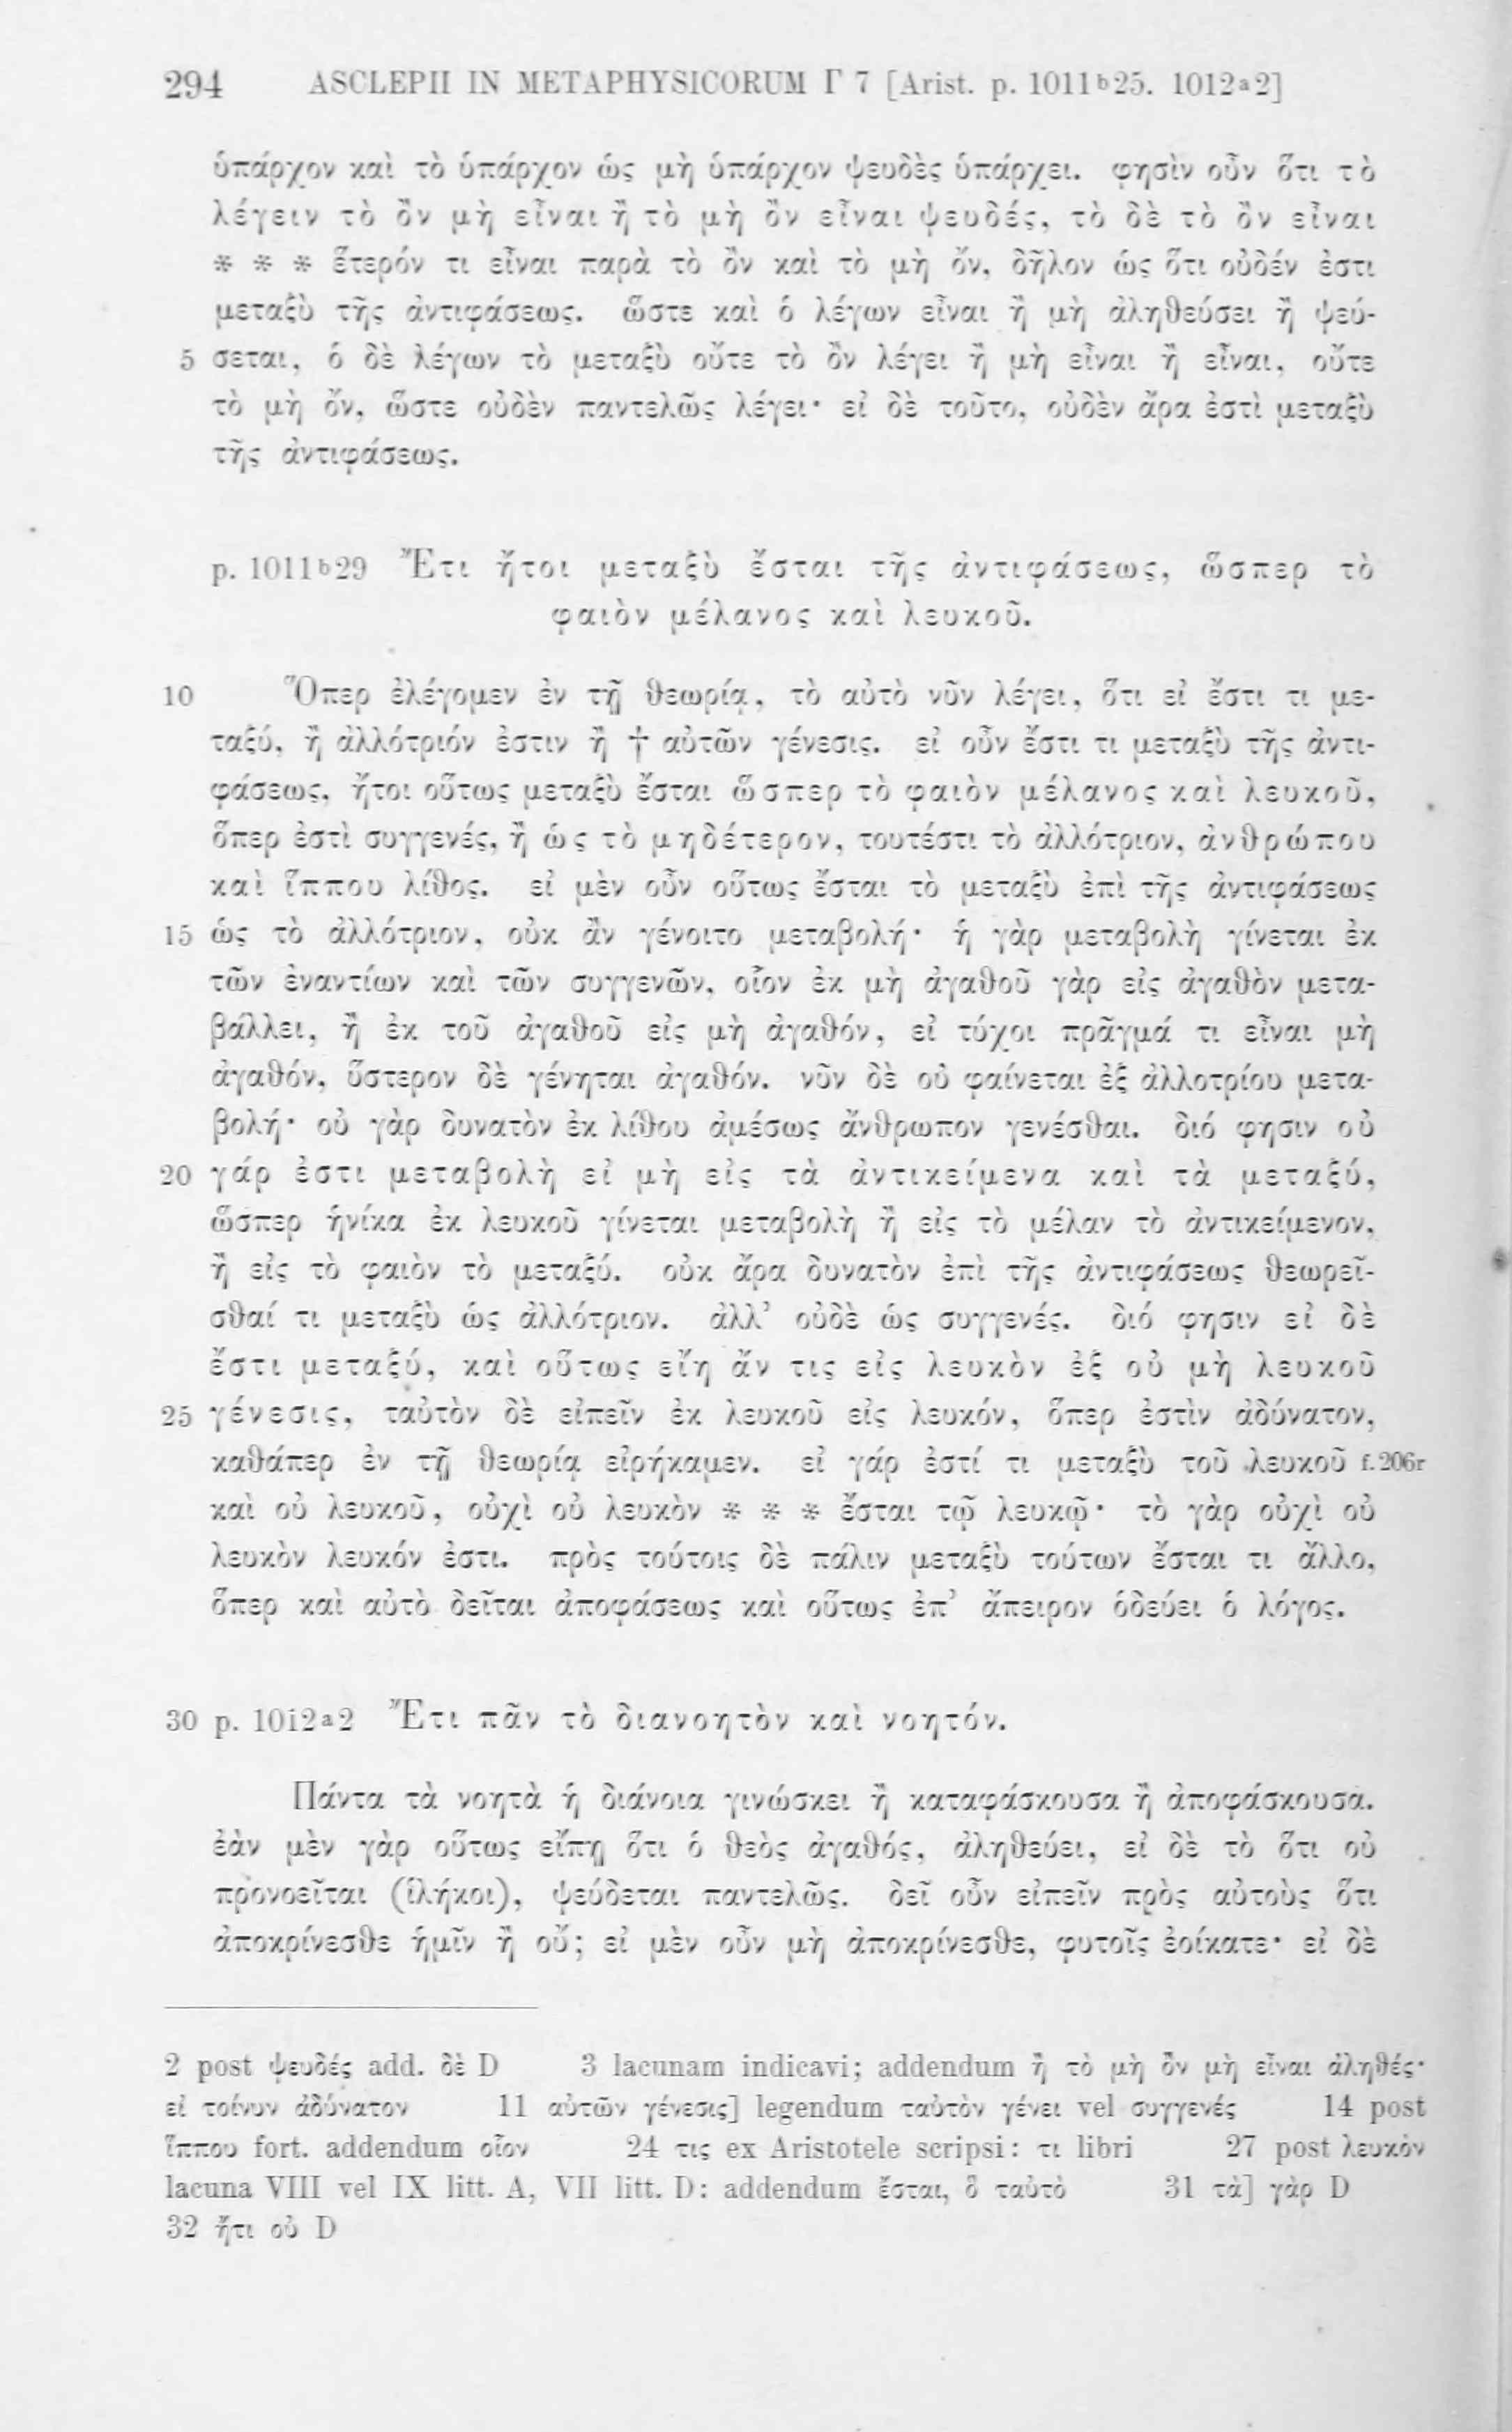 294 ASCLEPII IN METAPHYSICORUM Γ 7 [Arist. p. 1011b25. 1012a2]
ὑπάρχον καὶ τὸ ὑπάρχον ὡς μὴ ὑπάρχον ψευδὲς ὑπάρχει. φησὶν οὖν ὅτι τὸ
λέγειν τὸ ὂν μὴ εἶναι ἢ τὸ μὴ ὂν εἶναι ψευδές, τὸ δὲ τὸ ὂν εἶναι
* * * ἕτερόν τι εἶναι παρὰ τὸ ὂν καὶ τὸ μὴ ὄν, δῆλον ὡς ὅτι οὐδέν ἐστι
μεταξὺ τῆς ἀντιφάσεως. ὥστε καὶ ὁ λέγων εἶναι ἢ μὴ ἀληθεύσει ἢ ψεύ-
5 σεται, ὁ δὲ λέγων τὸ μεταξὺ οὔτε τὸ ὂν λέγει ἢ μὴ εἶναι ἢ εἶναι, οὔτε
τὸ μὴ ὄν, ὥστε οὐδὲν παντελῶς λέγει· εἰ δὲ τοῦτο, οὐδὲν ἄρα ἐστὶ μεταξὺ
τῆς ἀντιφάσεως.
p. 1011b29 Ἔτι ἤτοι μεταξὺ ἔσται τῆς ἀντιφάσεως, ὥσπερ τὸ
φαιὸν μέλανος καὶ λευκοῦ.
10 Ὅπερ ἐλέγομεν ἐν τῇ θεωρίᾳ, τὸ αὐτὸ νῦν λέγει, ὅτι εἰ ἔστι τι με-
ταξύ, ἢ ἀλλότριόν ἐστιν ἢ † αὐτῶν γένεσις. εἰ οὖν ἔστι τι μεταξὺ τῆς ἀντι-
φάσεως, ἤτοι οὕτως μεταξὺ ἔσται ὥσπερ τὸ φαιὸν μέλανος καὶ λευκοῦ,
ὅπερ ἐστὶ συγγενές, ἢ ὡς τὸ μηδέτερον, τουτέστι τὸ ἀλλότριον, ἀνθρώπου
καὶ ἵππου λίθος. εἰ μὲν οὖν οὕτως ἔσται τὸ μεταξὺ ἐπὶ τῆς ἀντιφάσεως
15 ὡς τὸ ἀλλότριον, οὐκ ἂν γένοιτο μεταβολή· ἡ γὰρ μεταβολὴ γίνεται ἐκ
τῶν ἐναντίων καὶ τῶν συγγενῶν, οἷον ἐκ μὴ ἀγαθοῦ γὰρ εἰς ἀγαθὸν μετα-
βάλλει, ἢ ἐκ τοῦ ἀγαθοῦ εἰς μὴ ἀγαθόν, εἰ τύχοι πρᾶγμά τι εἶναι μὴ
ἀγαθόν, ὕστερον δὲ γένηται ἀγαθόν. νῦν δὲ οὐ φαίνεται ἐξ ἀλλοτρίου μετα-
βολή· οὐ γὰρ δυνατὸν ἐκ λίθου ἀμέσως ἄνθρωπον γενέσθαι. διό φησιν οὐ
20 γάρ ἐστι μεταβολὴ εἰ μὴ εἰς τὰ ἀντικείμενα καὶ τὰ μεταξύ,
ὥσπερ ἡνίκα ἐκ λευκοῦ γίνεται μεταβολὴ ἢ εἰς τὸ μέλαν τὸ ἀντικείμενον,
ἢ εἰς τὸ φαιὸν τὸ μεταξύ. οὐκ ἄρα δυνατὸν ἐπὶ τῆς ἀντιφάσεως θεωρεῖ-
σθαί τι μεταξὺ ὡς ἀλλότριον. ἀλλ' οὐδὲ ὡς συγγενές. διό φησιν εἰ δὲ
ἔστι μεταξύ, καὶ οὕτως εἴη ἄν τις εἰς λευκὸν ἐξ οὐ μὴ λευκοῦ
25 γένεσις, ταὐτὸν δὲ εἰπεῖν ἐκ λευκοῦ εἰς λευκόν, ὅπερ ἐστὶν ἀδύνατον,
καθάπερ ἐν τῇ θεωρίᾳ εἰρήκαμεν. εἰ γάρ ἐστί τι μεταξὺ τοῦ λευκοῦ f. 206r
καὶ οὐ λευκοῦ, οὐχὶ οὐ λευκὸν * * * ἔσται τῷ λευκῷ· τὸ γὰρ οὐχὶ οὐ
λευκὸν λευκόν ἐστι. πρὸς τούτοις δὲ πάλιν μεταξὺ τούτων ἔσται τι ἄλλο,
ὅπερ καὶ αὐτὸ δεῖται ἀποφάσεως καὶ οὕτως ἐπ' ἄπειρον ὁδεύει ὁ λόγος.
30 p. 1012a2 Ἔτι πᾶν τὸ διανοητὸν καὶ νοητόν.
Πάντα τὰ νοητὰ ἡ διάνοια γινώσκει ἢ καταφάσκουσα ἢ ἀποφάσκουσα.
ἐὰν μὲν γὰρ οὕτως εἴπῃ ὅτι ὁ θεὸς ἀγαθός, ἀληθεύει, εἰ δὲ τὸ ὅτι οὐ
προνοεῖται (ἱλήκοι), ψεύδεται παντελῶς. δεῖ οὖν εἰπεῖν πρὸς αὐτοὺς ὅτι
ἀποκρίνεσθε ἡμῖν ἢ οὔ; εἰ μὲν οὖν μὴ ἀποκρίνεσθε, φυτοῖς ἐοίκατε· εἰ δὲ
2 post ψευδές add. δὲ D 3 lacunam indicavi; addendum ἢ τὸ μὴ ὂν μὴ εἶναι ἀληθές·
εἰ τοίνυν ἀδύνατον 11 αὐτῶν γένεσις] legendum ταὐτὸν γένει vel συγγενές 14 post
ἵππου fort. addendum οἷον 24 τις ex Aristotele scripsi: τι libri 27 post λευκὸν
lacuna VIII vel IX litt. A, VII litt. D: addendum ἔσται, ὃ ταὐτὸ 31 τὰ] γὰρ D
32 ἤτι οὐ D